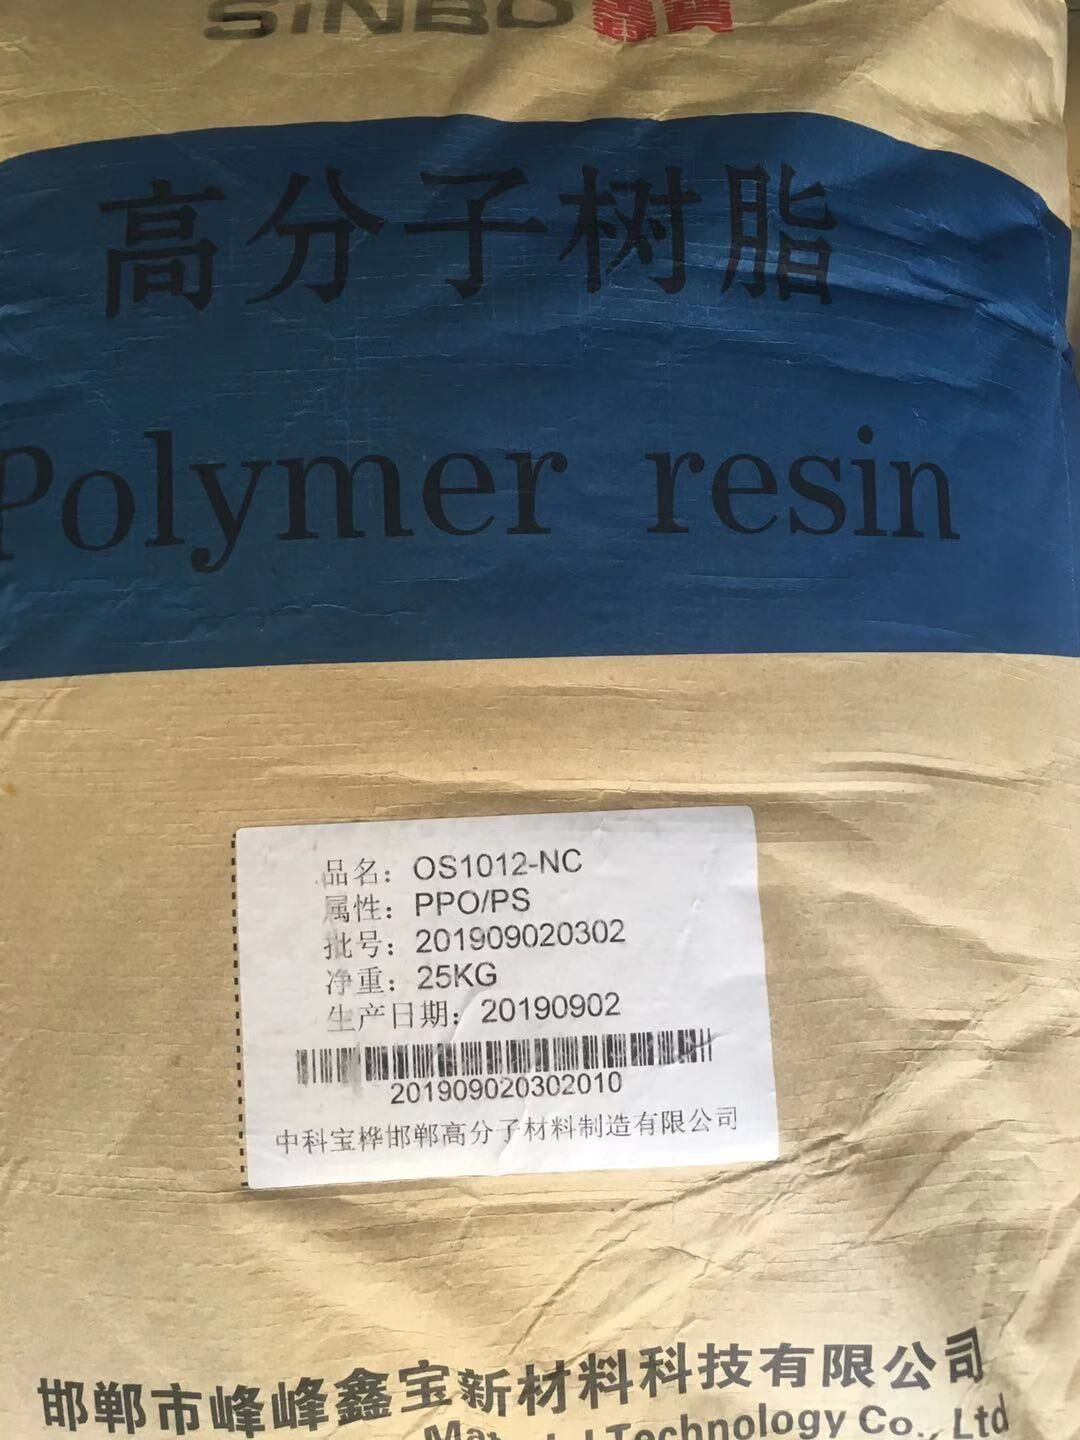 SINBO 鑫寶
高分子树脂
Polymer resin
品名：OS1012-NC
属性：PPO/PS
批号：201909020302
净重：25KG
生产日期：20190902
201909020302010
中科宝桦邯郸高分子材料制造有限公司
邯郸市峰峰鑫宝新材料科技有限公司
Technology Co., Ltd